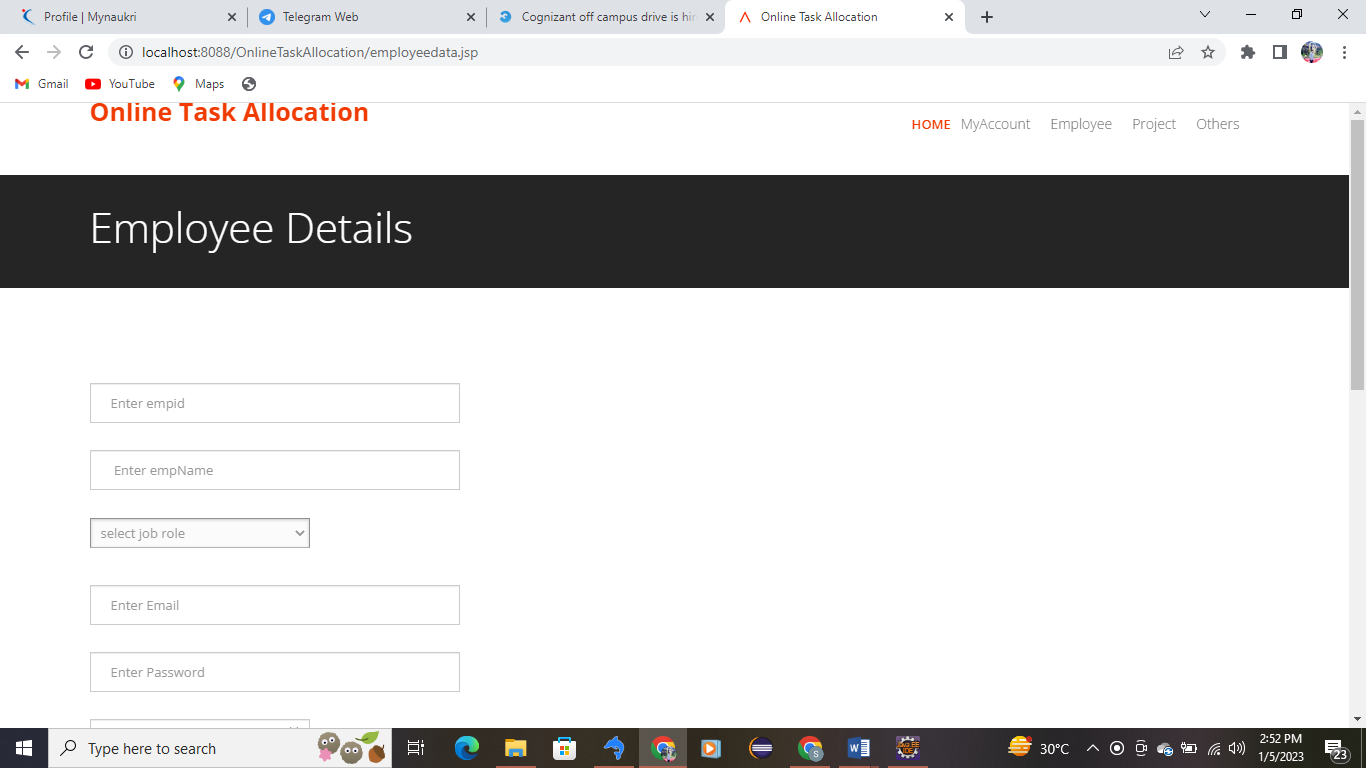 Profile | Mynaukri
Telegram Web
Cognizant off campus drive is hir
Online Task Allocation
localhost:8088/OnlineTaskAllocation/employeedata.jsp
Gmail
YouTube
Maps
Online Task Allocation
HOME MyAccount Employee Project Others
Employee Details
Enter empid
Enter empName
select job role
Enter Email
Enter Password
Type here to search
30°C
2:52 PM
1/5/2023
23